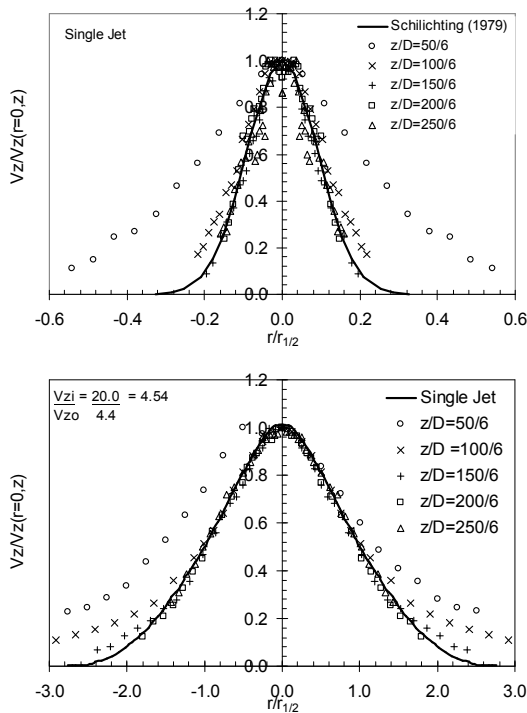 1.2
Single Jet
Schilichting (1979)
z/D=50/6
z/D=100/6
z/D=150/6
z/D=200/6
z/D=250/6
1.0
0.8
0.6
0.4
0.2
0.0
Vz/Vz(r=0,z)
-0.6 -0.4 -0.2 0.0 0.2 0.4 0.6
r/r1/2
1.2
Vzi = 20.0 = 4.54
Vzo 4.4
Single Jet
z/D=50/6
z/D =100/6
z/D=150/6
z/D=200/6
z/D=250/6
1.0
0.8
0.6
0.4
0.2
0.0
Vz/Vz(r=0,z)
-3.0 -2.0 -1.0 0.0 1.0 2.0 3.0
r/r1/2